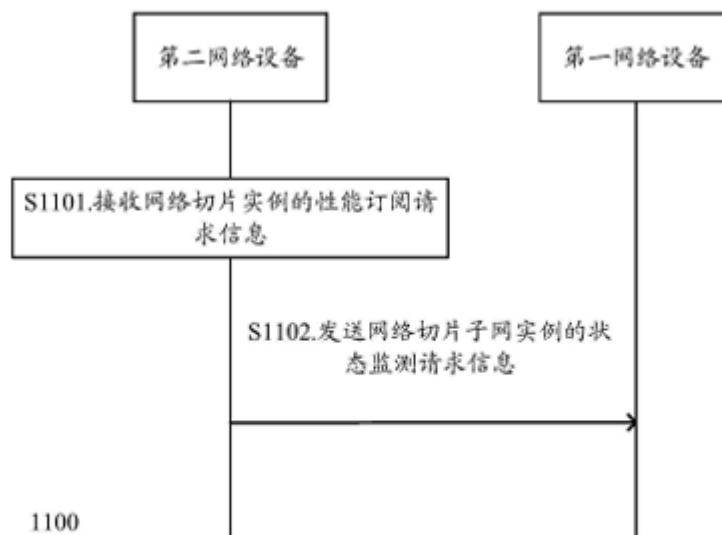 第二网络设备
第一网络设备
S1101.接收网络切片实例的性能订阅请
求信息
S1102.发送网络切片子网实例的状
态监测请求信息
1100